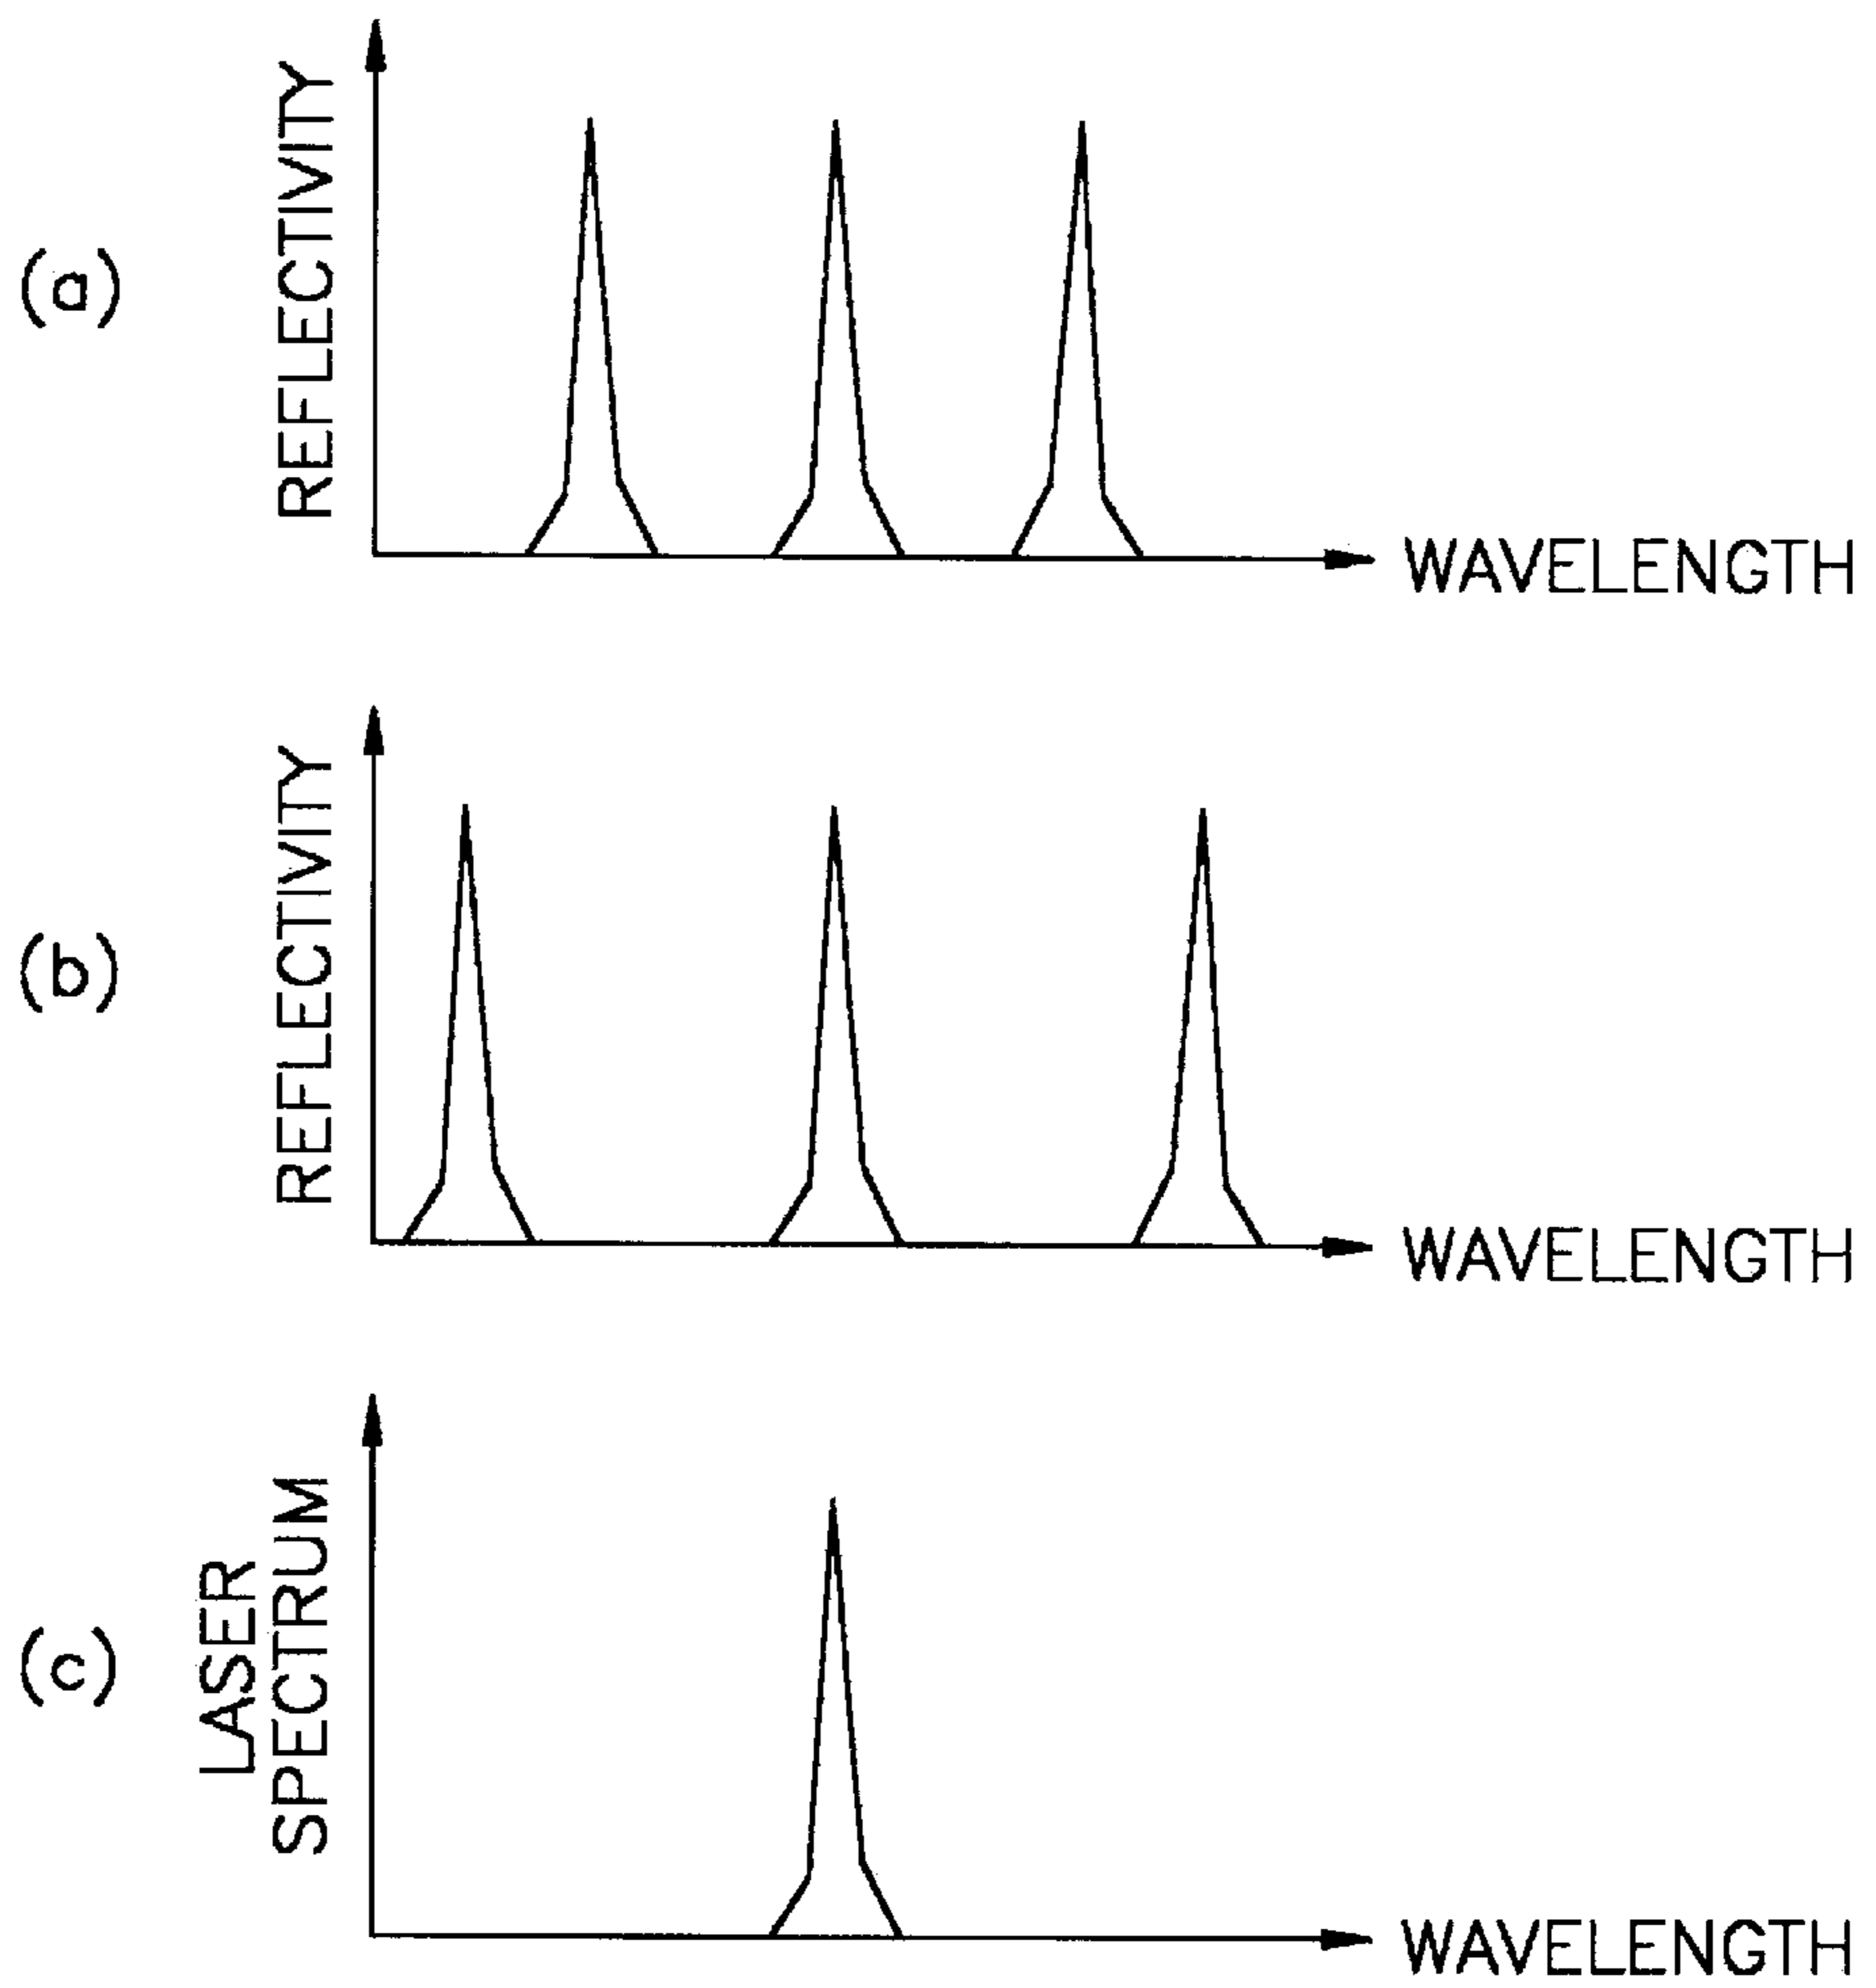 (a)
REFLECTIVITY
WAVELENGTH
(b)
REFLECTIVITY
WAVELENGTH
(c)
LASER
SPECTRUM
WAVELENGTH